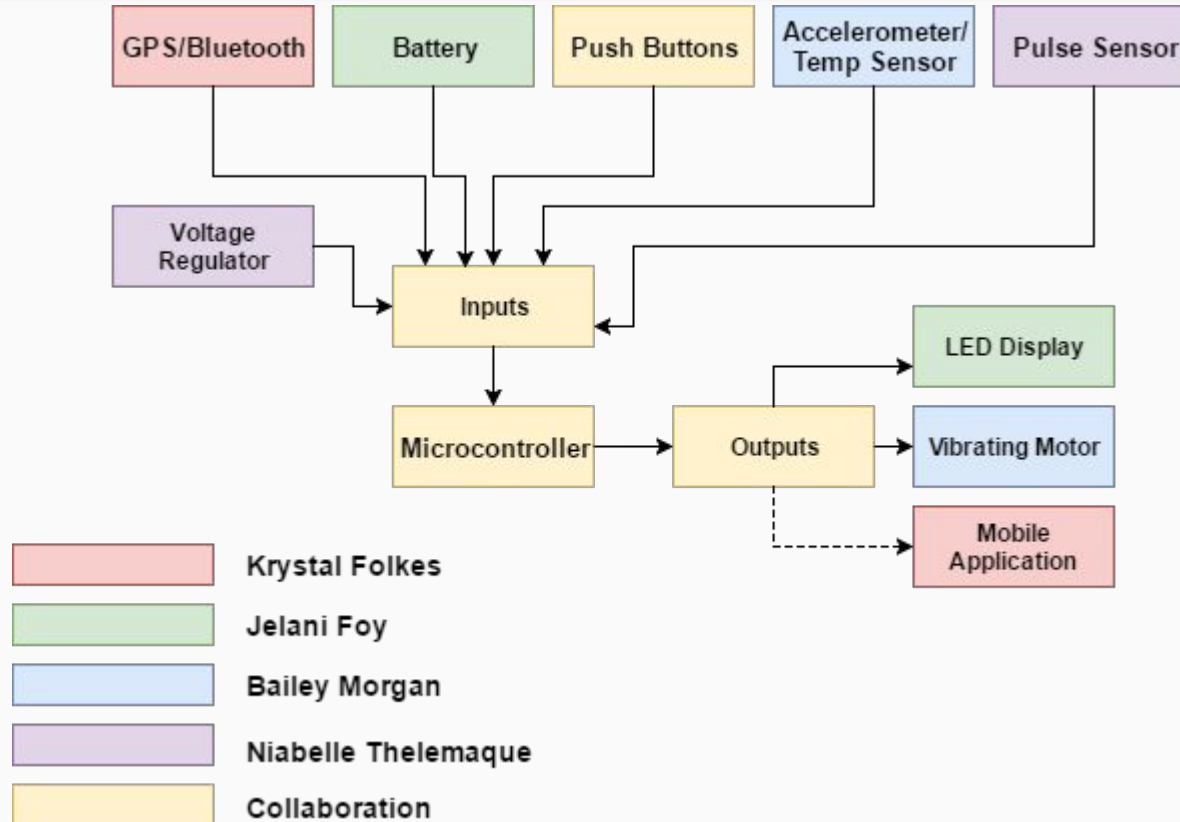 GPS/Bluetooth
Battery
Push Buttons
Accelerometer/
Temp Sensor
Pulse Sensor
Voltage
Regulator
Inputs
LED Display
Microcontroller
Outputs
Vibrating Motor
Mobile
Application
Krystal Folkes
Jelani Foy
Bailey Morgan
Niabelle Thelemaque
Collaboration